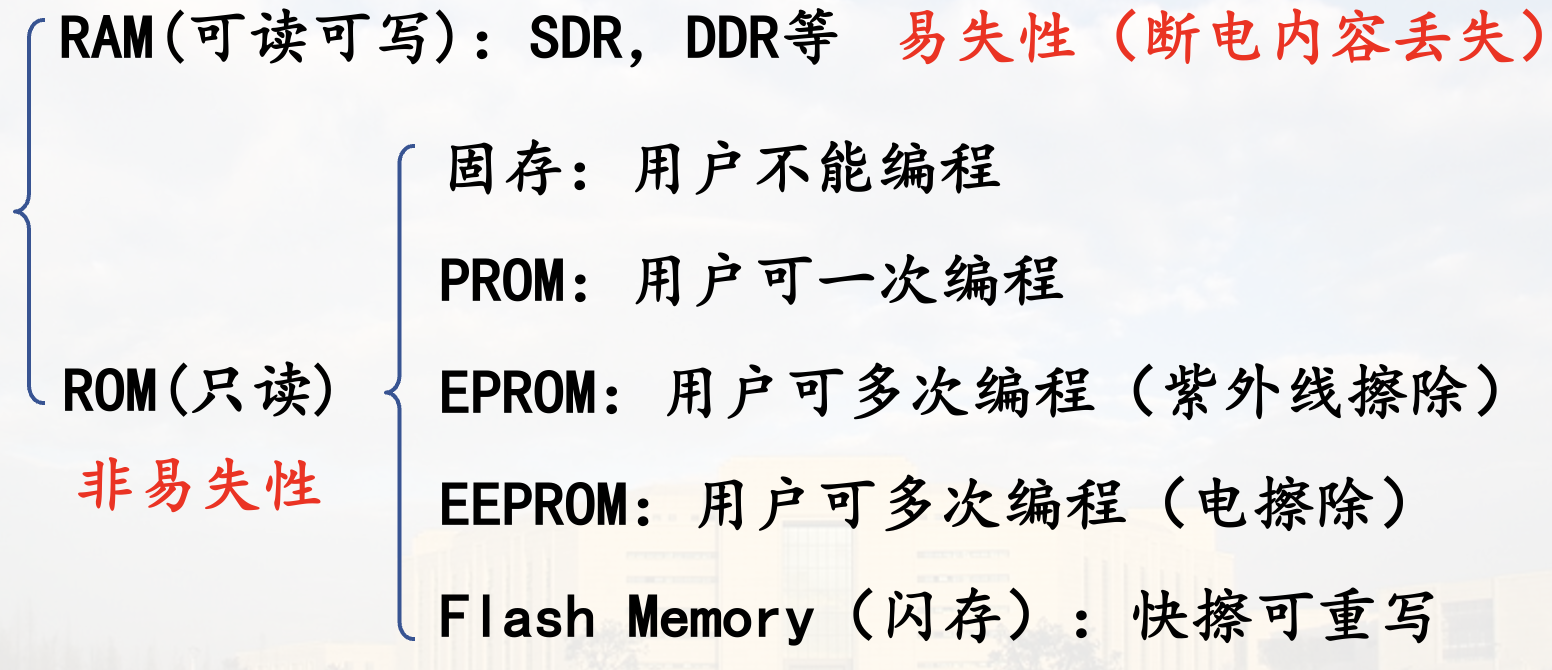 RAM(可读可写)：SDR, DDR等 易失性（断电内容丢失）
固存：用户不能编程
PROM：用户可一次编程
ROM(只读)
EPROM：用户可多次编程（紫外线擦除）
非易失性
EEPROM：用户可多次编程（电擦除）
Flash Memory（闪存）：快擦可重写